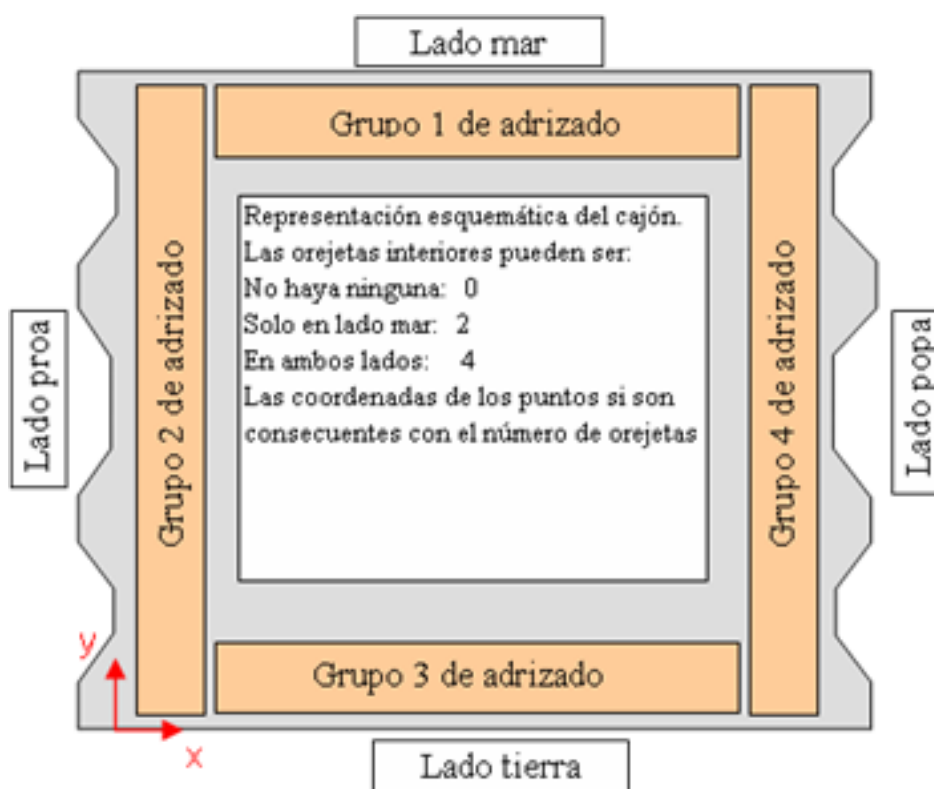 Lado mar
Grupo 1 de adrizado
Representación esquemática del cajón.
Las orejetas interiores pueden ser:
No haya ninguna: 0
Solo en lado mar: 2
En ambos lados: 4
Las coordenadas de los puntos si son
consecuentes con el número de orejetas
Lado proa
Grupo 2 de adrizado
Grupo 4 de adrizado
Lado popa
Grupo 3 de adrizado
y
x
Lado tierra